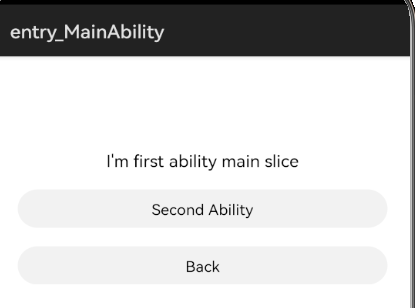 entry_MainAbility
I'm first ability main slice
Second Ability
Back